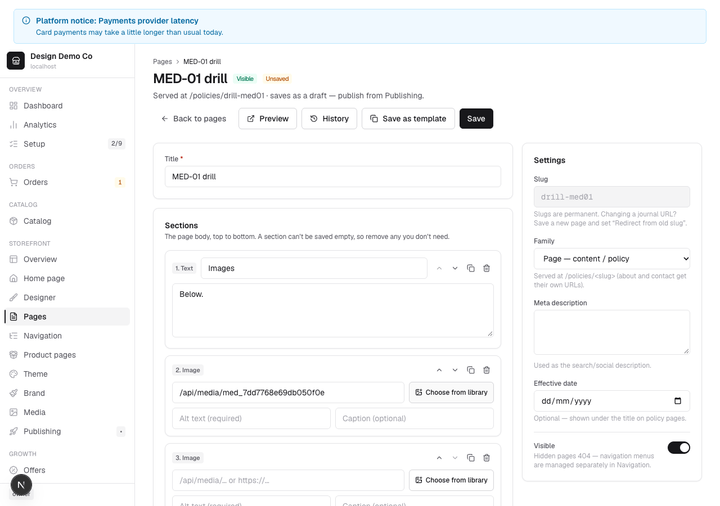 Platform notice: Payments provider latency
Card payments may take a little longer than usual today.
Design Demo Co
localhost
OVERVIEW
Dashboard
Analytics
Setup 2/9
ORDERS
Orders 1
CATALOG
Catalog
STOREFRONT
Overview
Home page
Designer
Pages
Navigation
Product pages
Theme
Brand
Media
Publishing
GROWTH
Offers
N
Pages > MED-01 drill
MED-01 drill Visible Unsaved
Served at /policies/drill-med01 · saves as a draft — publish from Publishing.
← Back to pages Preview History Save as template Save
Title *
MED-01 drill
Sections
The page body, top to bottom. A section can't be saved empty, so remove any you don't need.
1. Text Images
Below.
2. Image
/api/media/med_7dd7768e69db050f0e Choose from library
Alt text (required) Caption (optional)
3. Image
/api/media/… or https://… Choose from library
Alt text (required) Caption (optional)
Settings
Slug
drill-med01
Slugs are permanent. Changing a journal URL?
Save a new page and set "Redirect from old slug".
Family
Page — content / policy
Served at /policies/<slug> (about and contact get
their own URLs).
Meta description
Used as the search/social description.
Effective date
dd/mm/yyyy
Optional — shown under the title on policy pages.
Visible
Hidden pages 404 — navigation menus
are managed separately in Navigation.